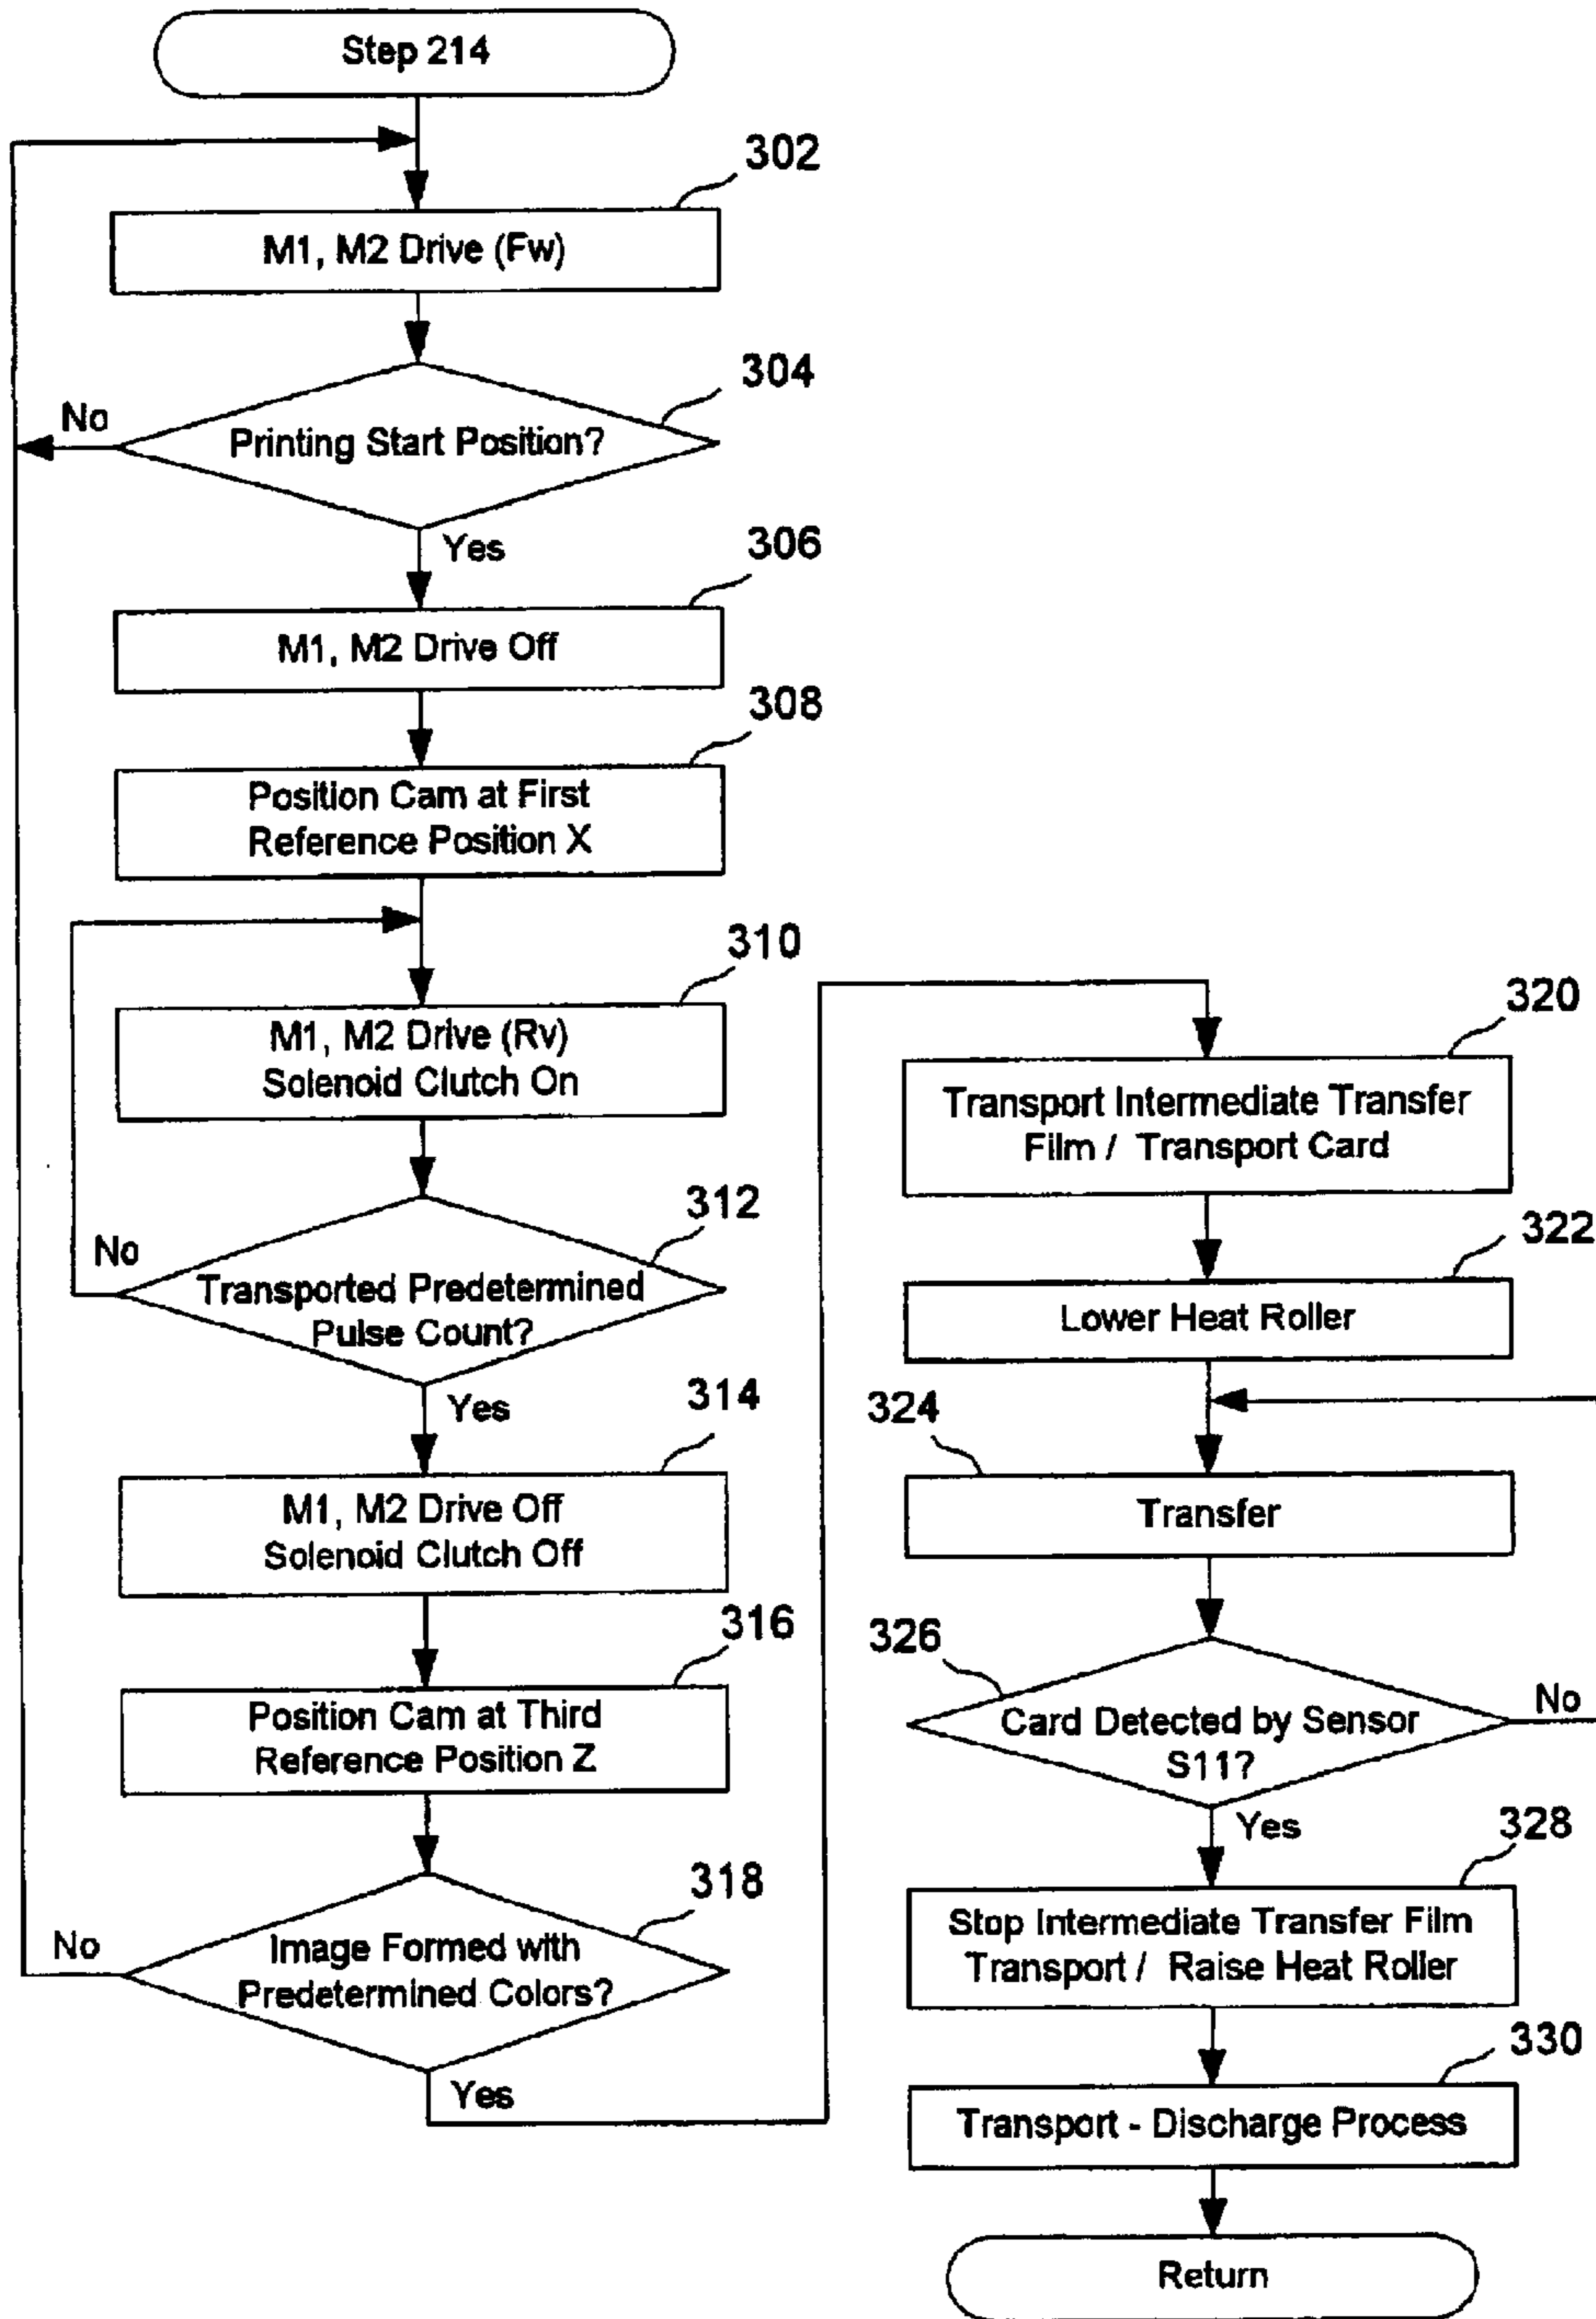 Step 214
302
M1, M2 Drive (Fw)
304
No
Printing Start Position?
Yes
306
M1, M2 Drive Off
308
Position Cam at First
Reference Position X
310
M1, M2 Drive (Rv)
Solenoid Clutch On
312
No
Transported Predetermined
Pulse Count?
Yes
314
M1, M2 Drive Off
Solenoid Clutch Off
316
Position Cam at Third
Reference Position Z
318
No
Image Formed with
Predetermined Colors?
Yes
320
Transport Intermediate Transfer
Film / Transport Card
322
Lower Heat Roller
324
Transfer
326
Card Detected by Sensor
S11?
No
Yes
328
Stop Intermediate Transfer Film
Transport / Raise Heat Roller
330
Transport - Discharge Process
Return